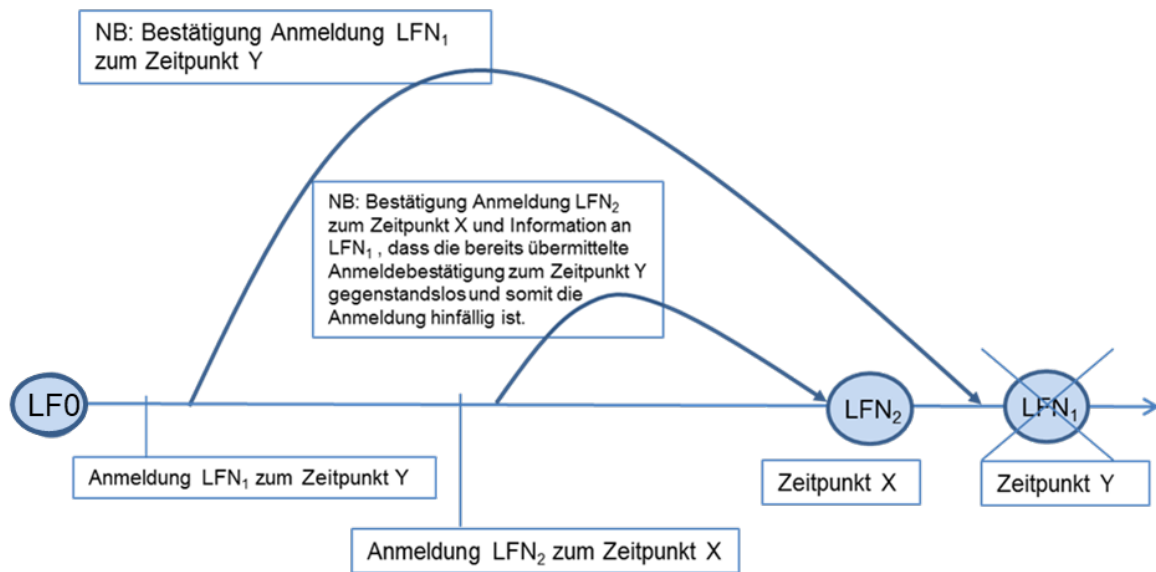 NB: Bestätigung Anmeldung LFN₁
zum Zeitpunkt Y
NB: Bestätigung Anmeldung LFN₂
zum Zeitpunkt X und Information an
LFN₁ , dass die bereits übermittelte
Anmeldebestätigung zum Zeitpunkt Y
gegenstandslos und somit die
Anmeldung hinfällig ist.
LF0
LFN₂
LFN₁
Anmeldung LFN₁ zum Zeitpunkt Y
Zeitpunkt X
Zeitpunkt Y
Anmeldung LFN₂ zum Zeitpunkt X